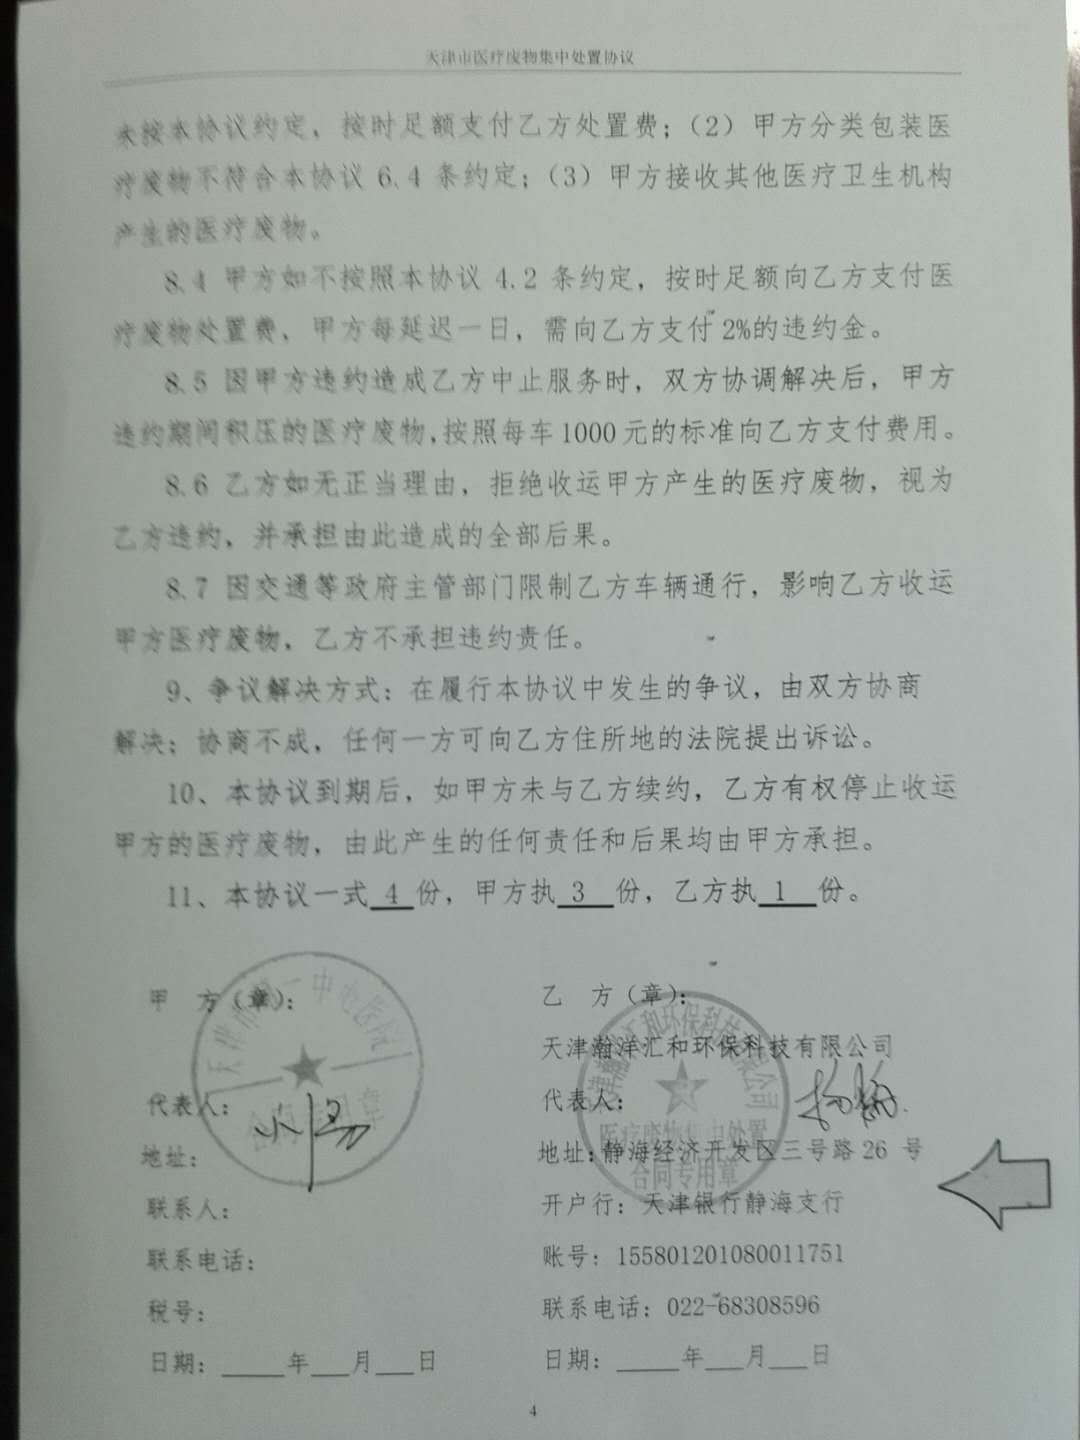 天津市医疗废物集中处置协议
未按本协议约定，按时足额支付乙方处置费；（2）甲方分类包装医
疗废物不符合本协议 6.4 条约定；（3）甲方接收其他医疗卫生机构
产生的医疗废物。
8.4 甲方如不按照本协议 4.2 条约定，按时足额向乙方支付医
疗废物处置费，甲方每延迟一日，需向乙方支付 2%的违约金。
8.5 因甲方违约造成乙方中止服务时，双方协调解决后，甲方
违约期间积压的医疗废物,按照每车1000元的标准向乙方支付费用。
8.6 乙方如无正当理由，拒绝收运甲方产生的医疗废物，视为
乙方违约，并承担由此造成的全部后果。
8.7 因交通等政府主管部门限制乙方车辆通行，影响乙方收运
甲方医疗废物，乙方不承担违约责任。
9、争议解决方式：在履行本协议中发生的争议，由双方协商
解决；协商不成，任何一方可向乙方住所地的法院提出诉讼。
10、本协议到期后，如甲方未与乙方续约，乙方有权停止收运
甲方的医疗废物，由此产生的任何责任和后果均由甲方承担。
11、本协议一式 4 份，甲方执 3 份，乙方执 1 份。
甲 方（章）：
代表人：
地址：
联系人：
联系电话：
税号：
日期：_____年___月___日
乙 方（章）：
天津瀚洋汇和环保科技有限公司
代表人：
地址：静海经济开发区三号路 26 号
开户行：天津银行静海支行
账号：155801201080011751
联系电话：022-68308596
日期：_____年___月___日
医疗废物集中处置
合同专用章
4